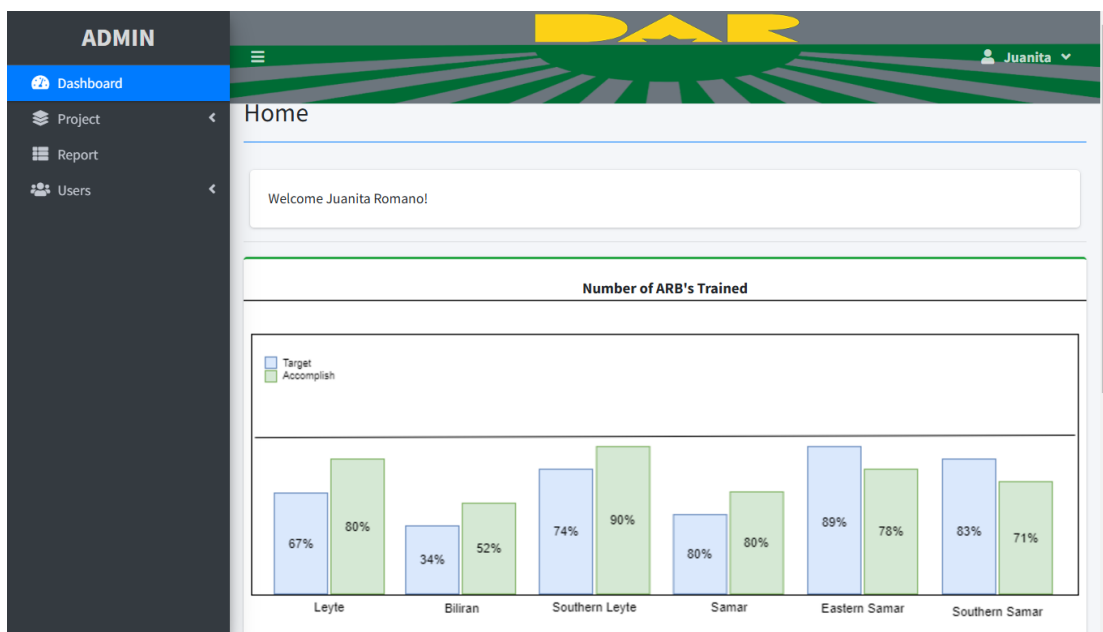 ADMIN
DAR
Juanita
Dashboard
Project
Report
Users
Home
Welcome Juanita Romano!
Number of ARB's Trained
Target
Accomplish
67%
80%
34%
52%
74%
90%
80%
80%
89%
78%
83%
71%
Leyte
Biliran
Southern Leyte
Samar
Eastern Samar
Southern Samar